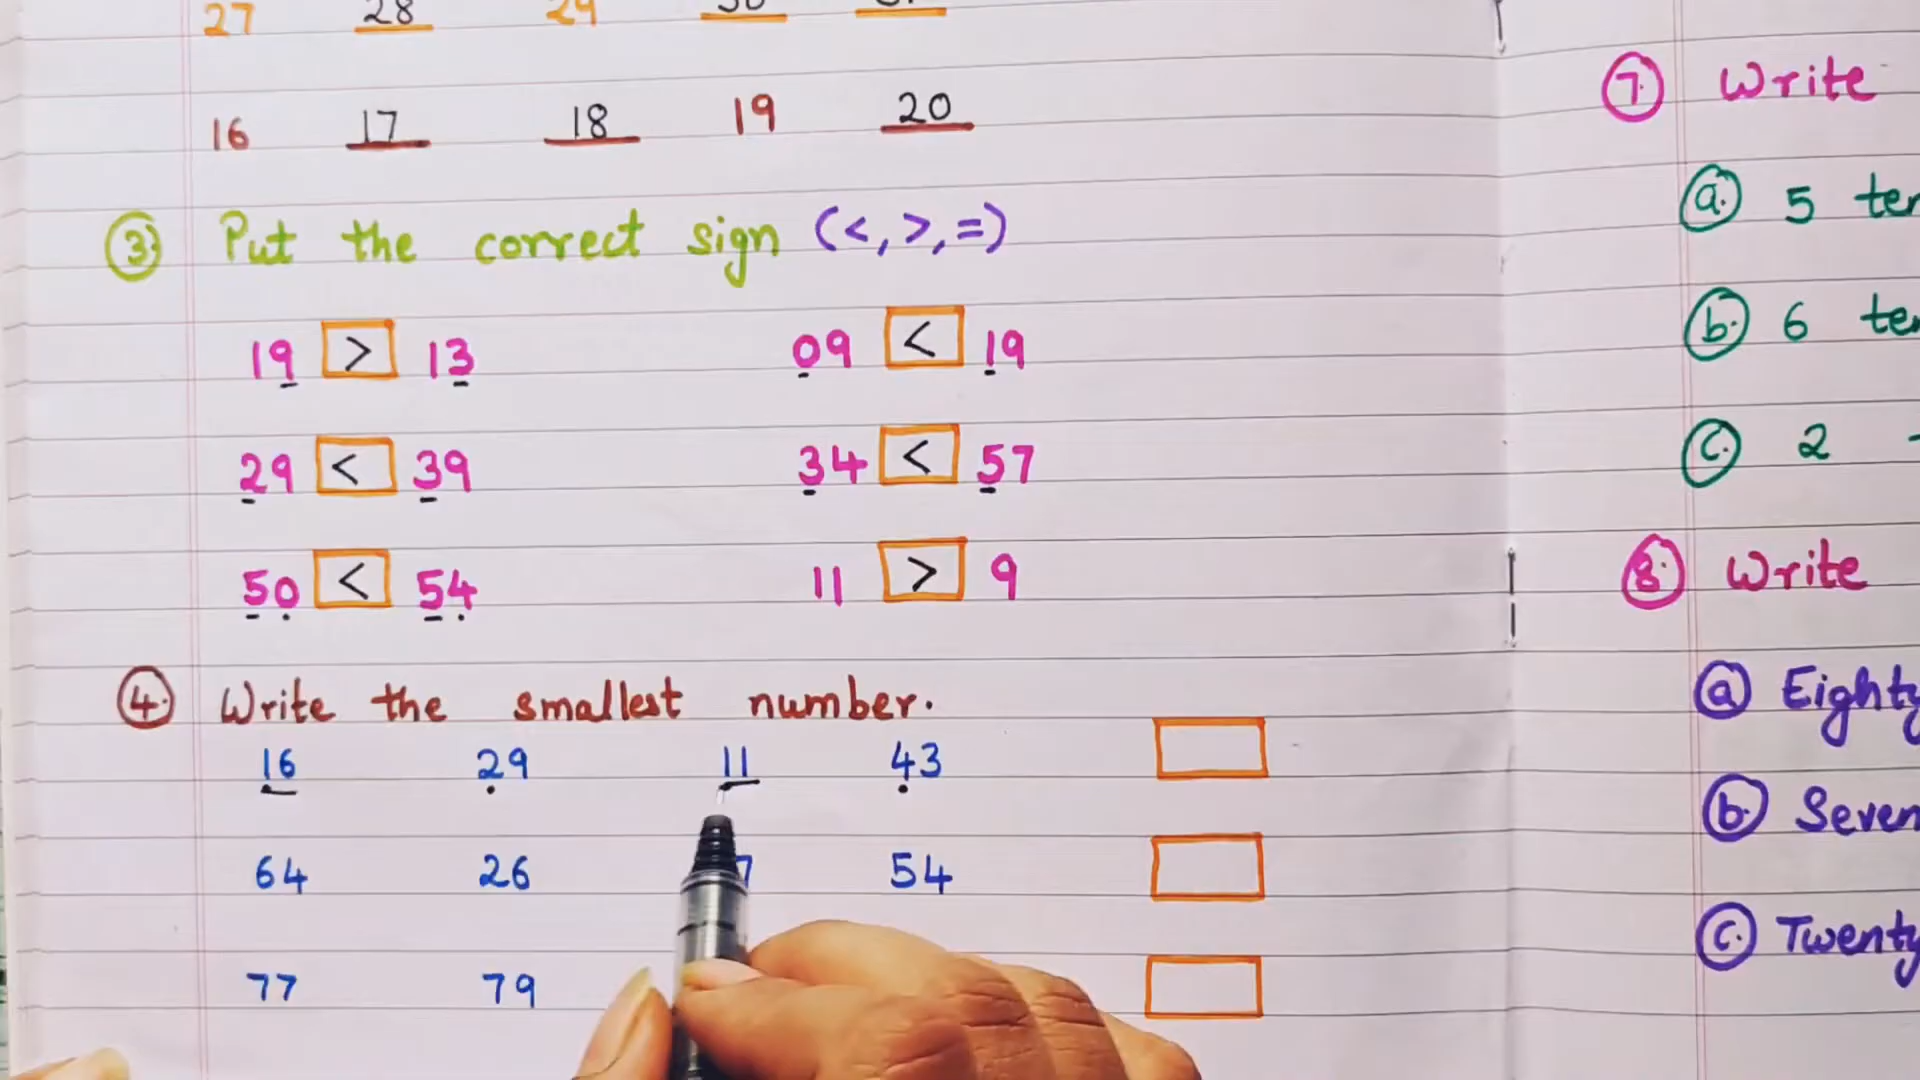 27 28 29
16 17 18 19 20
3. Put the correct sign (<, >, =)
19 > 13 09 < 19
29 < 39 34 < 57
50 < 54 11 > 9
4. Write the smallest number.
16 29 11 43
64 26 7 54
77 79
7. Write
a. 5
b. 6
c. 2
8. Write
a
b.
c.